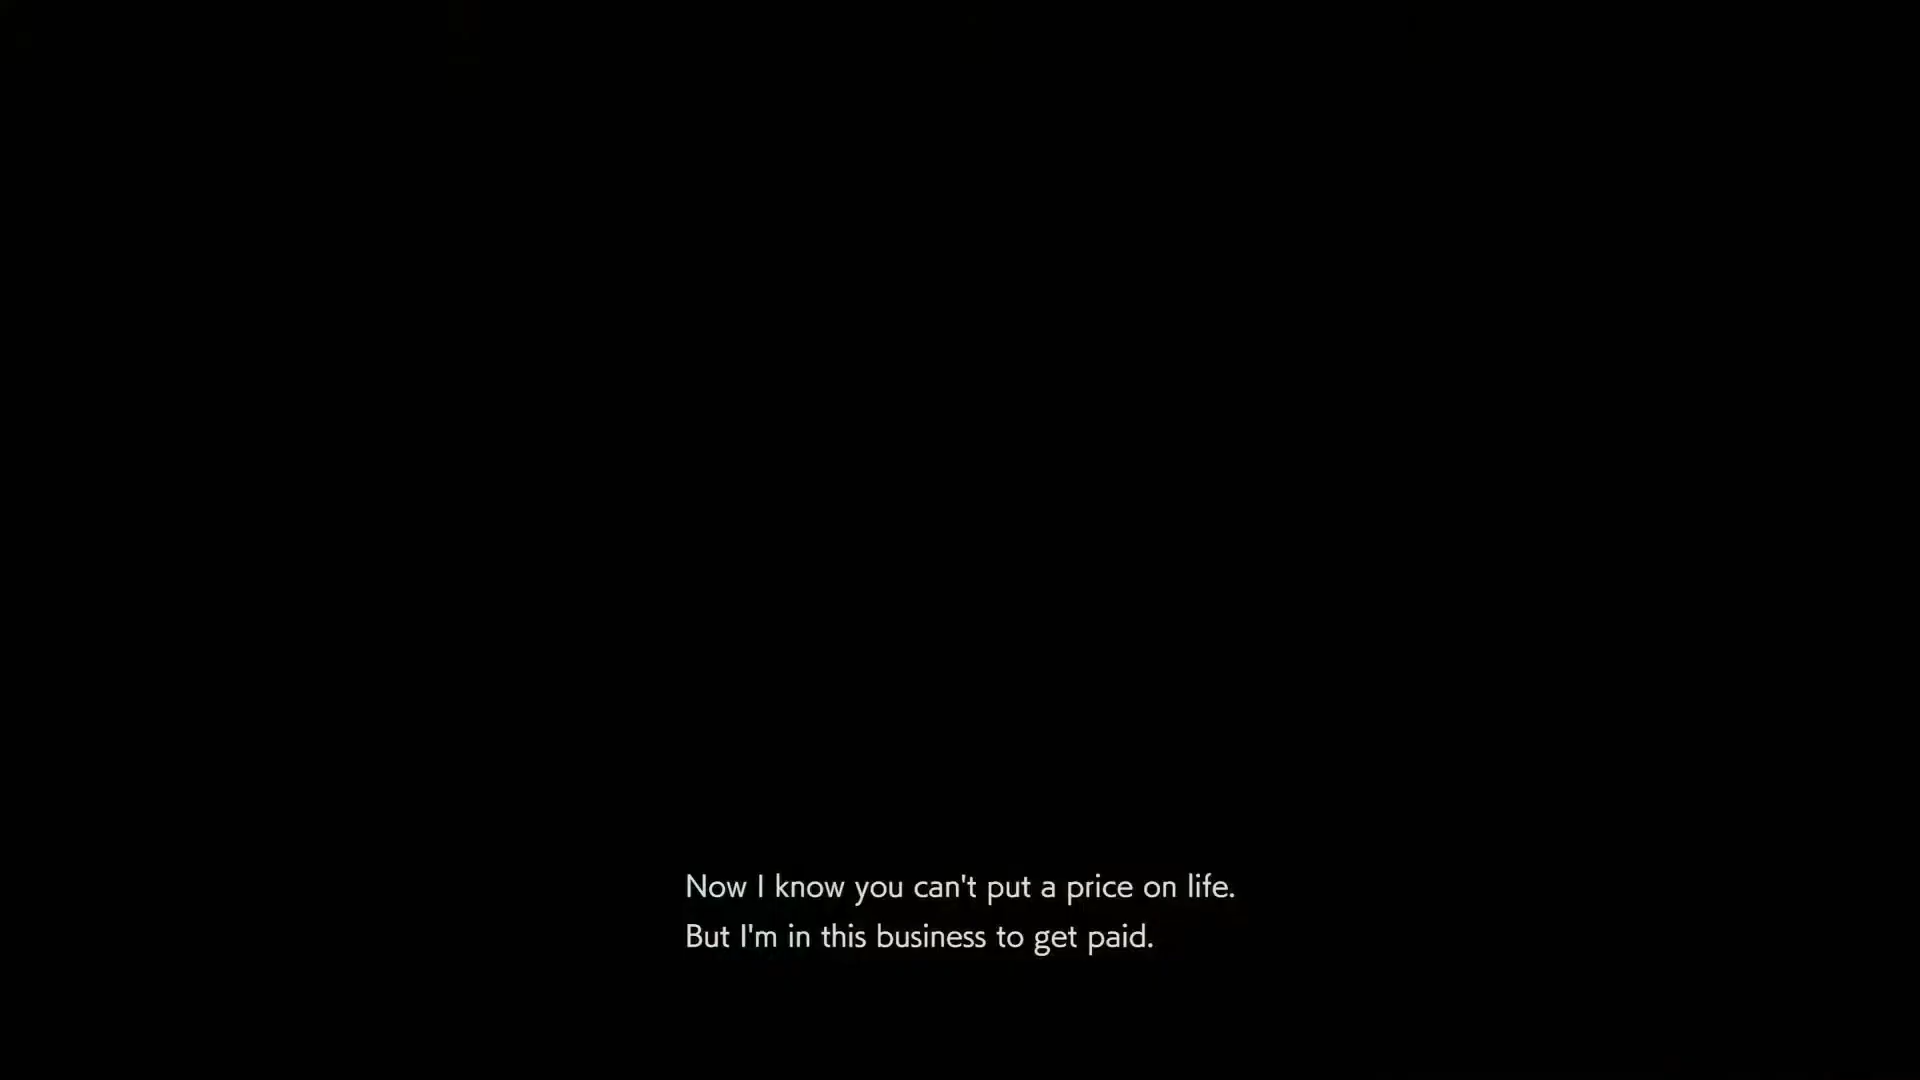 Now I know you can't put a price on life.
But I'm in this business to get paid.